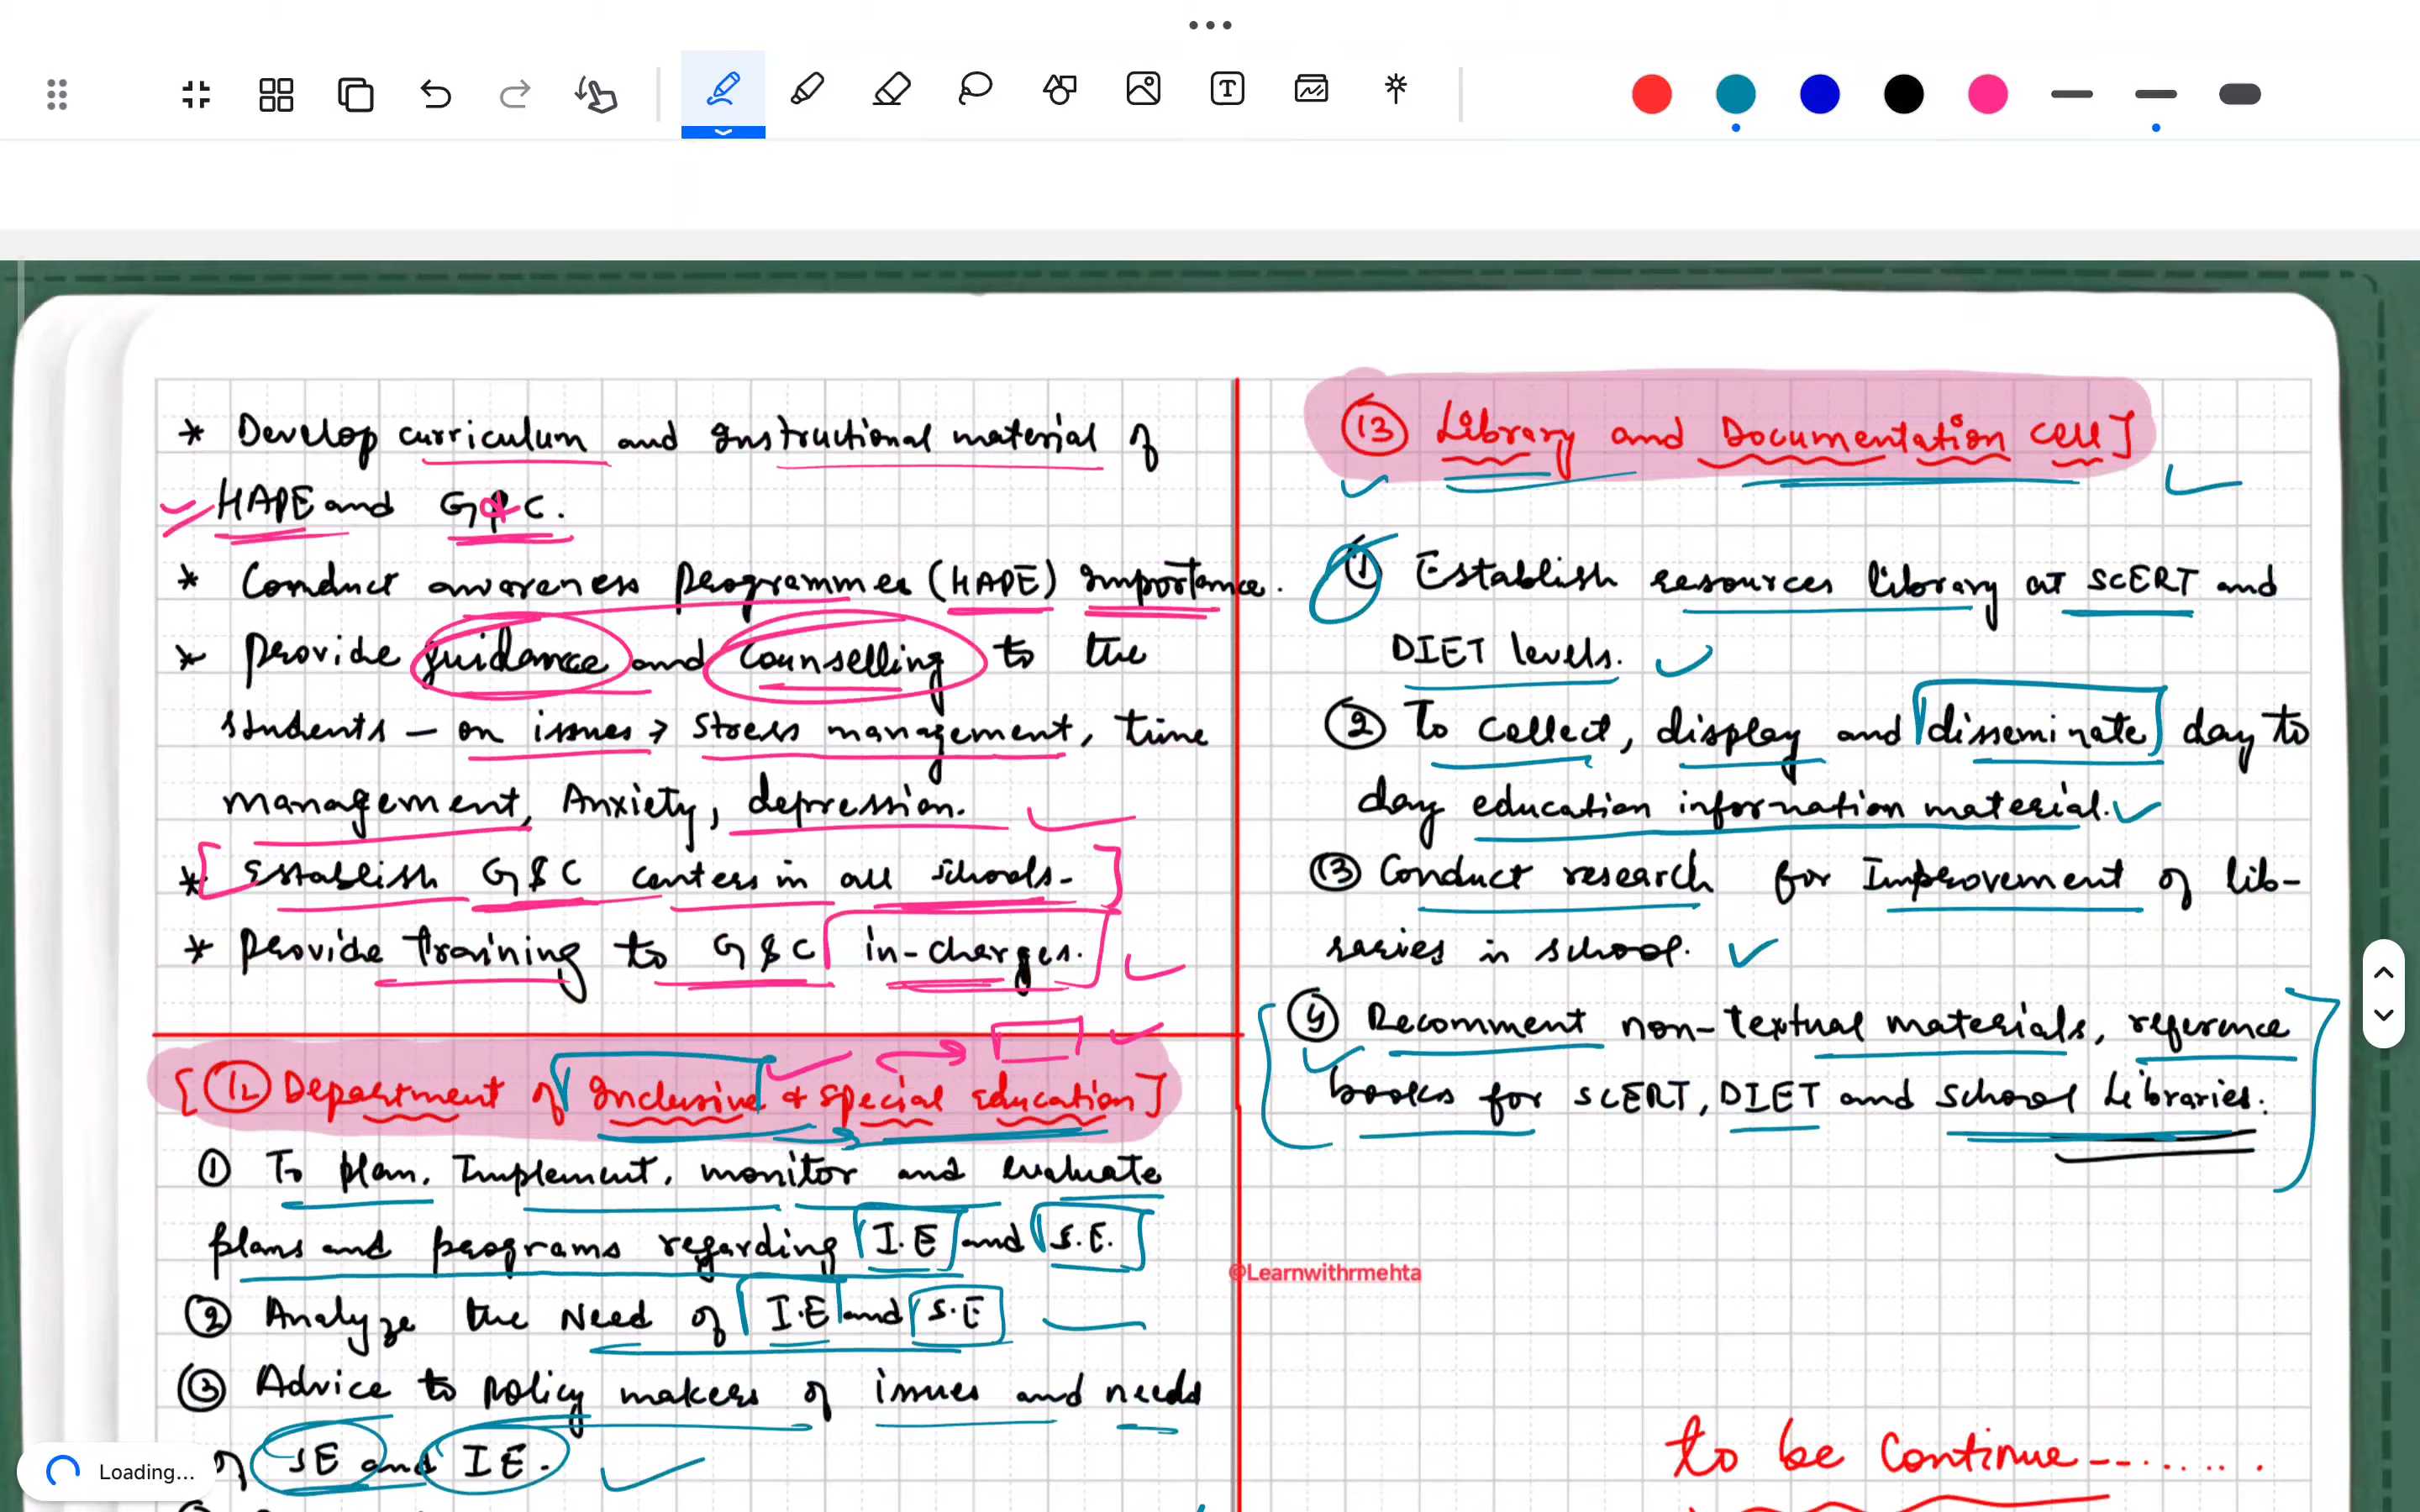 * Develop curriculum and Instructional material of
HAPE and G&C.
* Conduct awareness programmes (HAPE) Importance.
* provide guidance and counselling to the
students – on issues → stress management, time
management, Anxiety, depression.
* Establish G&C centers in all schools-
* provide training to G&C in-charges.
[⑫ Department of Inclusive & special Education]
① To plan, Implement, monitor and evaluate
plans and programs regarding I.E and S.E.
② Analyze the Need of I.E and S.E
③ Advice to policy makers of issues and needs
of SE and IE.
⑬ Library and Documentation cell]
① Establish resources library at SCERT and
DIET levels.
② To collect, display and disseminate day to
day education information material.
⑬ Conduct research for Improvement of lib-
raries in school.
④ Recomment non-textual materials, reference
books for SCERT, DIET and school Libraries.
@Learnwithrmehta
to be continue--.......
Loading...